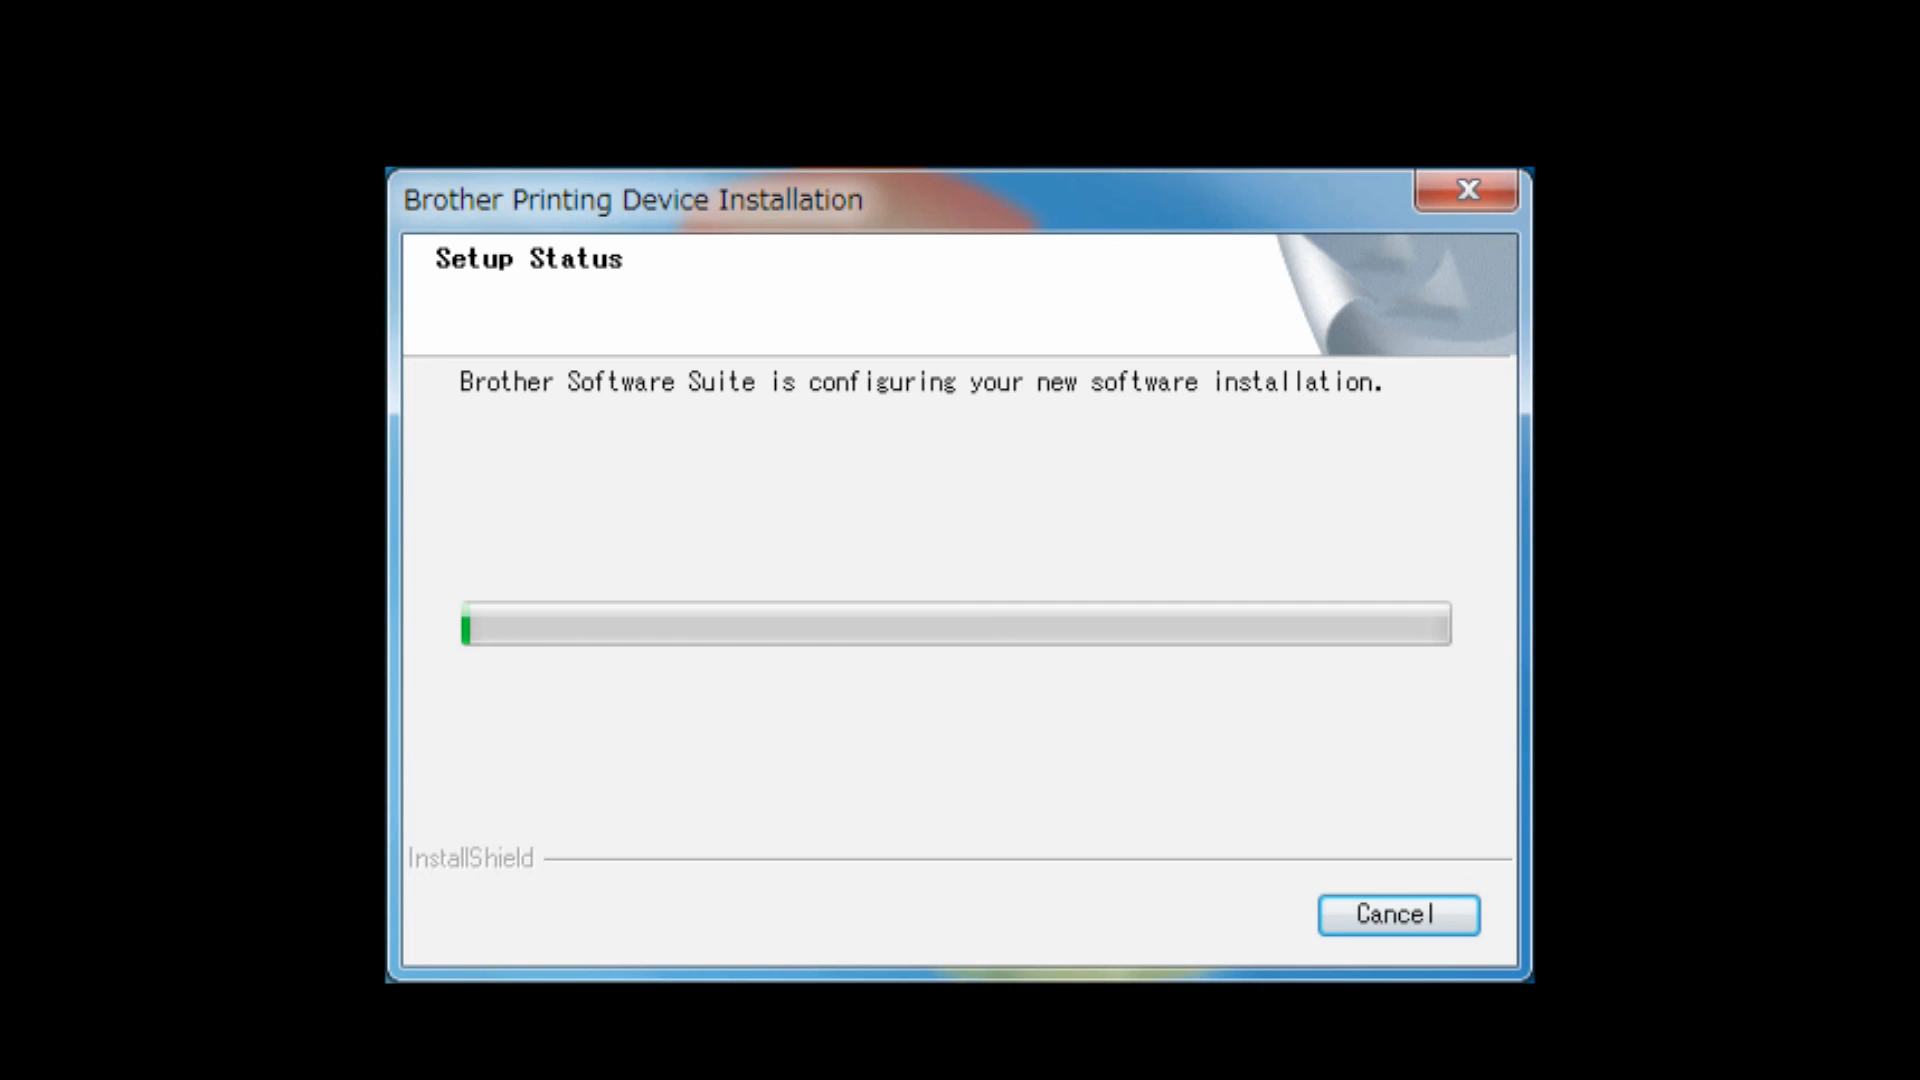 Brother Printing Device Installation
Setup Status
Brother Software Suite is configuring your new software installation.
InstallShield
Cancel